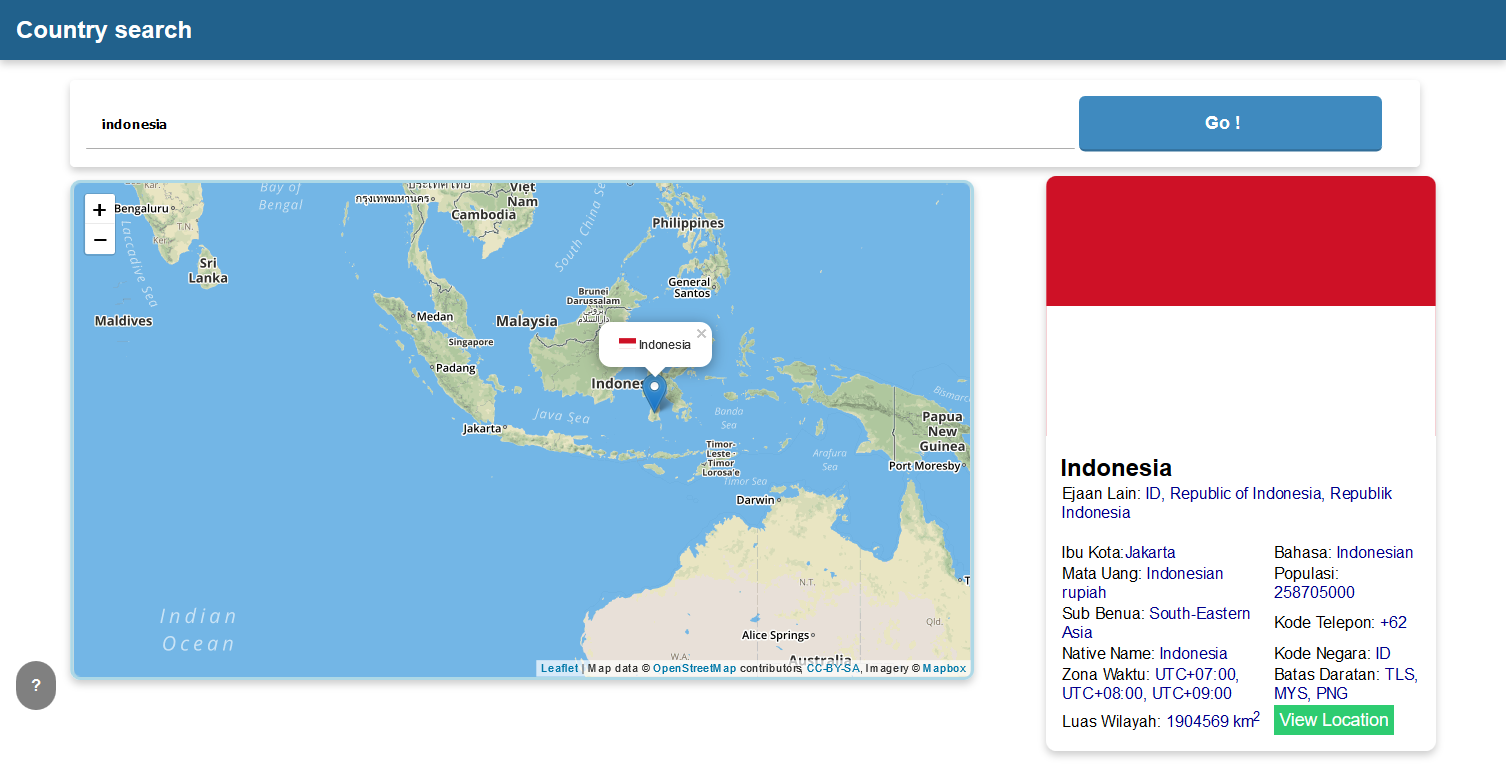 Country search
indonesia
Go !
+
−
Bay of
Bengal
Kar.
Bengaluru
T.N.
Ker.
Laccadive Sea
Sri
Lanka
Maldives
ประเทศไทย
กรุงเทพมหานคร
Việt
Nam
Cambodia
South China Se
Philippines
General
Santos
Brunei
Darussalam
بروني
دارالسلام
Medan
Malaysia
Singapore
Padang
Indonesia
×
Indones
Java Sea
Jakarta
Banda
Sea
Bismarc
Papua
New
Guinea
Port Moresby
Timor-
Leste -
Timor
Lorosa'e
Arafura
Sea
Timor Sea
Darwin
N.T.
Qld.
Alice Springs
W.A.
Australia
T
Indian
Ocean
Leaflet | Map data © OpenStreetMap contributors, CC-BY-SA, Imagery © Mapbox
?
Indonesia
Ejaan Lain: ID, Republic of Indonesia, Republik
Indonesia
Ibu Kota:Jakarta
Bahasa: Indonesian
Mata Uang: Indonesian
rupiah
Populasi:
258705000
Sub Benua: South-Eastern
Asia
Kode Telepon: +62
Native Name: Indonesia
Kode Negara: ID
Zona Waktu: UTC+07:00,
UTC+08:00, UTC+09:00
Batas Daratan: TLS,
MYS, PNG
Luas Wilayah: 1904569 km²
View Location